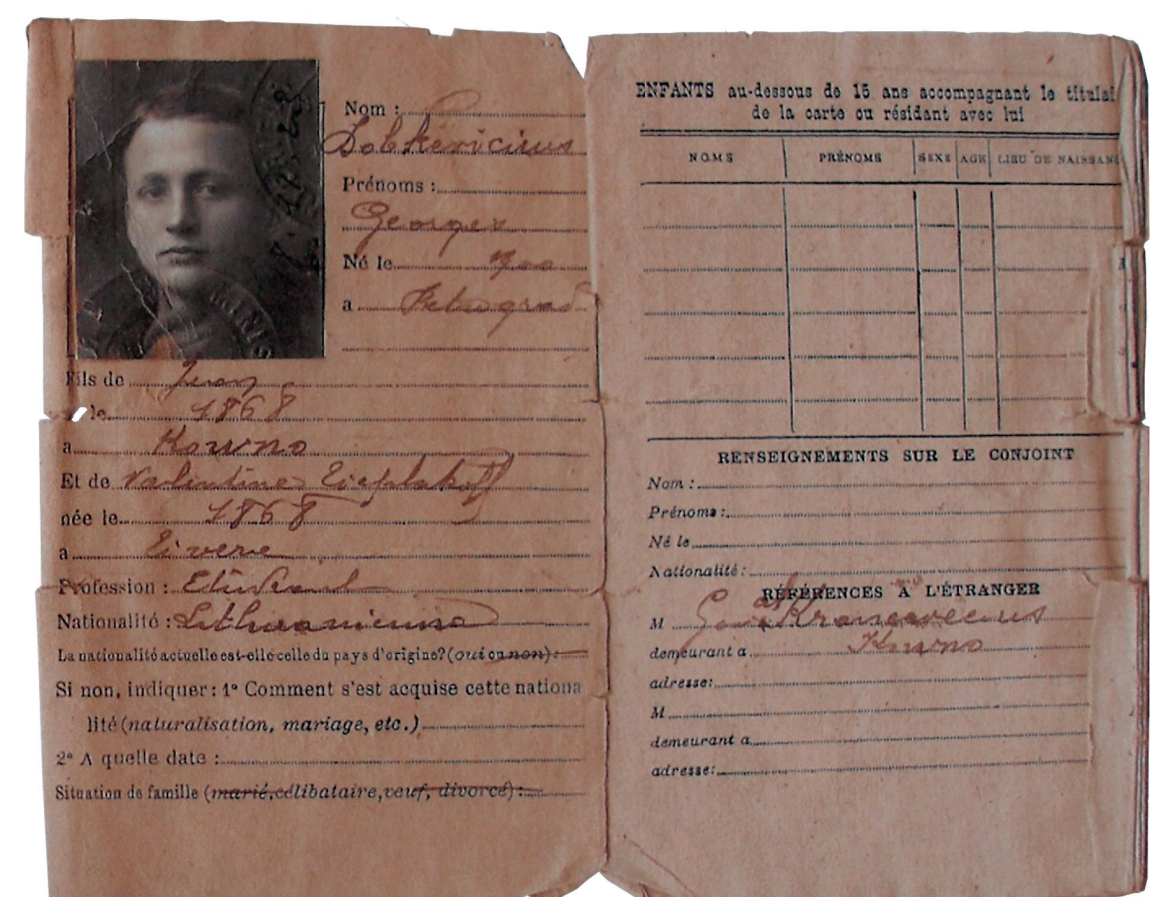 Nom :
Dobkevicius
Prénoms :
Georges
Né le 900
a Petrograd
Fils de Jean
le 1868
a Kowno
Et de Valentine
née le 1868
a
Profession : Etudiant
Nationalité : Lithuanienne
La nationalité actuelle est-elle celle du pays d'origine? (oui ou non) :
Si non, indiquer : 1° Comment s'est acquise cette nationa
lité (naturalisation, mariage, etc.)
2° A quelle date :
Situation de famille (marié, célibataire, veuf, divorcé) :
ENFANTS au-dessous de 15 ans accompagnant le titulai
de la carte ou résidant avec lui
NOMS PRÉNOMS SEXE AGE LIEU DE NAISSAN
RENSEIGNEMENTS SUR LE CONJOINT
Nom :
Prénoms :
Né le
Nationalité :
RÉFÉRENCES A L'ÉTRANGER
M
demeurant a Kowno
adresse:
M
demeurant a
adresse: